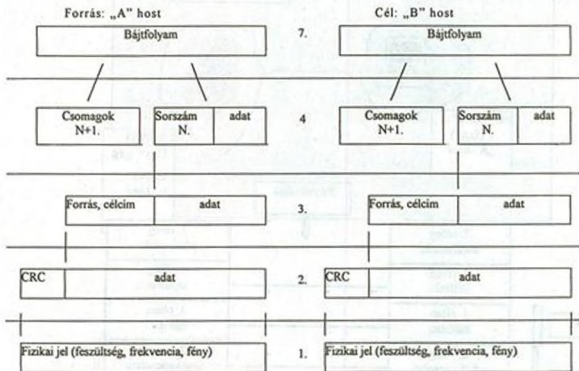 Forrás: „A” host
Cél: „B” host
Bájtfolyam
7.
Bájtfolyam
Csomagok
N+1.
Sorszám
N.
adat
4
Csomagok
N+1.
Sorszám
N.
adat
Forrás, célcím
adat
3.
Forrás, célcím
adat
CRC
adat
2.
CRC
adat
Fizikai jel (feszültség, frekvencia, fény)
1.
Fizikai jel (feszültség, frekvencia, fény)